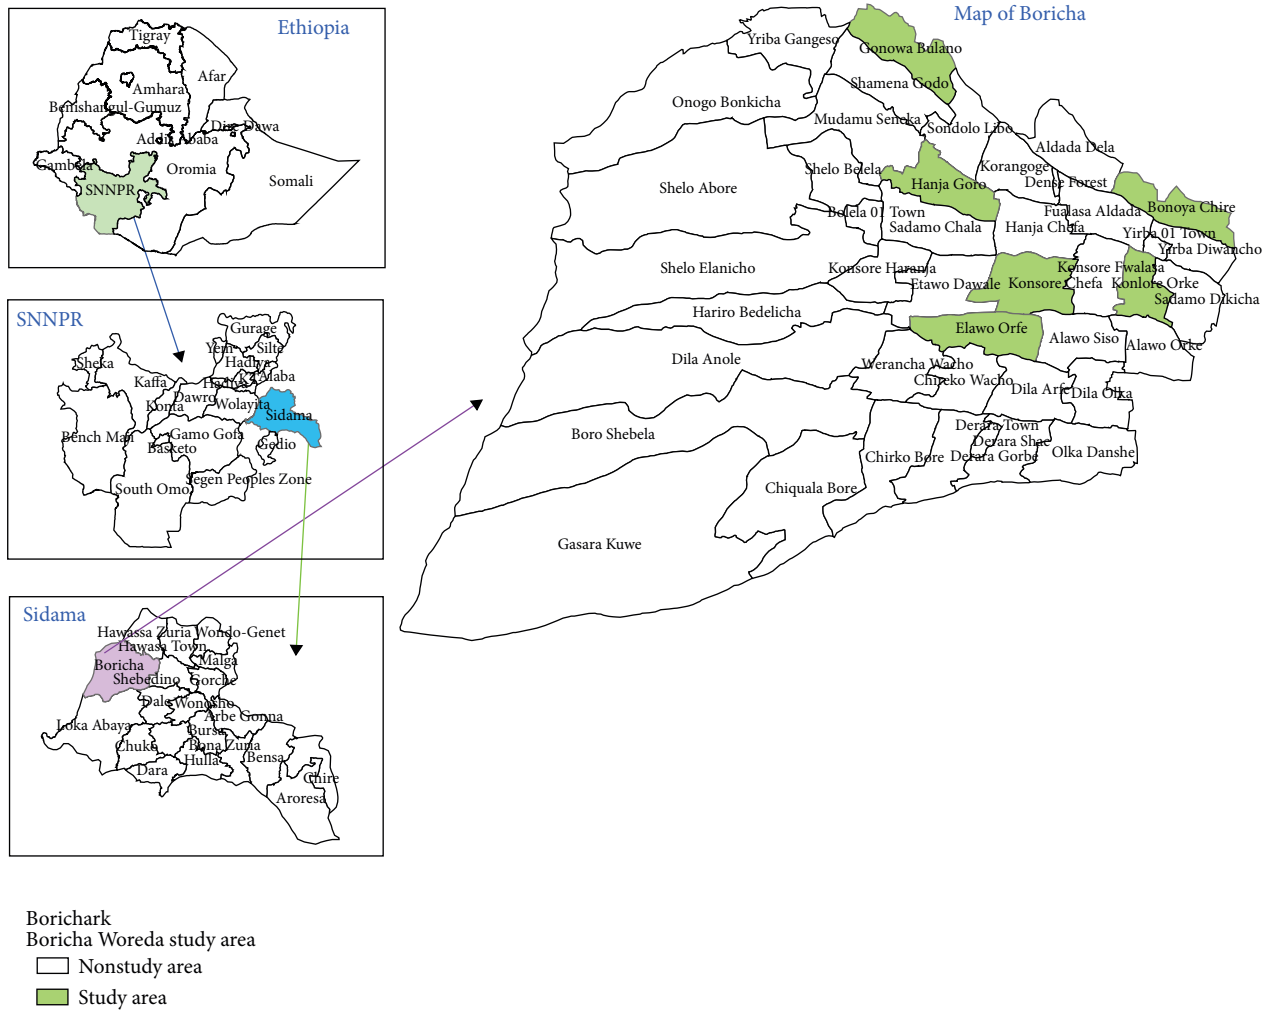 Ethiopia
Tigray
Afar
Amhara
Benishangul-Gumuz
Dire Dawa
Addis Ababa
Gambela
Oromia
SNNPR
Somali
SNNPR
Gurage
Yem
Silte
Sheka
Hadiya
Kaffa
Hadiya
KT
Alaba
Dawro
Konta
Wolayita
Sidama
Bench Maji
Gamo Gofa
Basketo
Gedio
Segen Peoples Zone
South Omo
Sidama
Hawassa Zuria
Wondo-Genet
Hawasa Town
Boricha
Malga
Shebedino
Gorche
Dale
Wonosho
Arbe Gonna
Loka Abaya
Bursa
Chuko
Bona Zuria
Hulla
Bensa
Dara
Chire
Aroresa
Map of Boricha
Yriba Gangeso
Gonowa Bulano
Shamena Godo
Onogo Bonkicha
Mudamu Seneka
Sondolo Libo
Aldada Dela
Shelo Belela
Korangoge
Shelo Abore
Hanja Goro
Dense Forest
Bonoya Chire
Bolela 01 Town
Fualasa Aldada
Sadamo Chala
Hanja Chefa
Yirba 01 Town
Yirba Diwancho
Shelo Elanicho
Konsore Haranja
Konsore Fwalasa
Etawo Dawale
Konsore Chefa
Konlore Orke
Sadamo Dikicha
Hariro Bedelicha
Elawo Orfe
Alawo Siso
Alawo Orke
Dila Anole
Werancha Wacho
Chireko Wacho
Dila Arfe
Dila Olka
Boro Shebela
Derara Town
Derara Shae
Chirko Bore
Derara Gorbe
Olka Danshe
Chiquala Bore
Gasara Kuwe
Borichark
Boricha Woreda study area
Nonstudy area
Study area